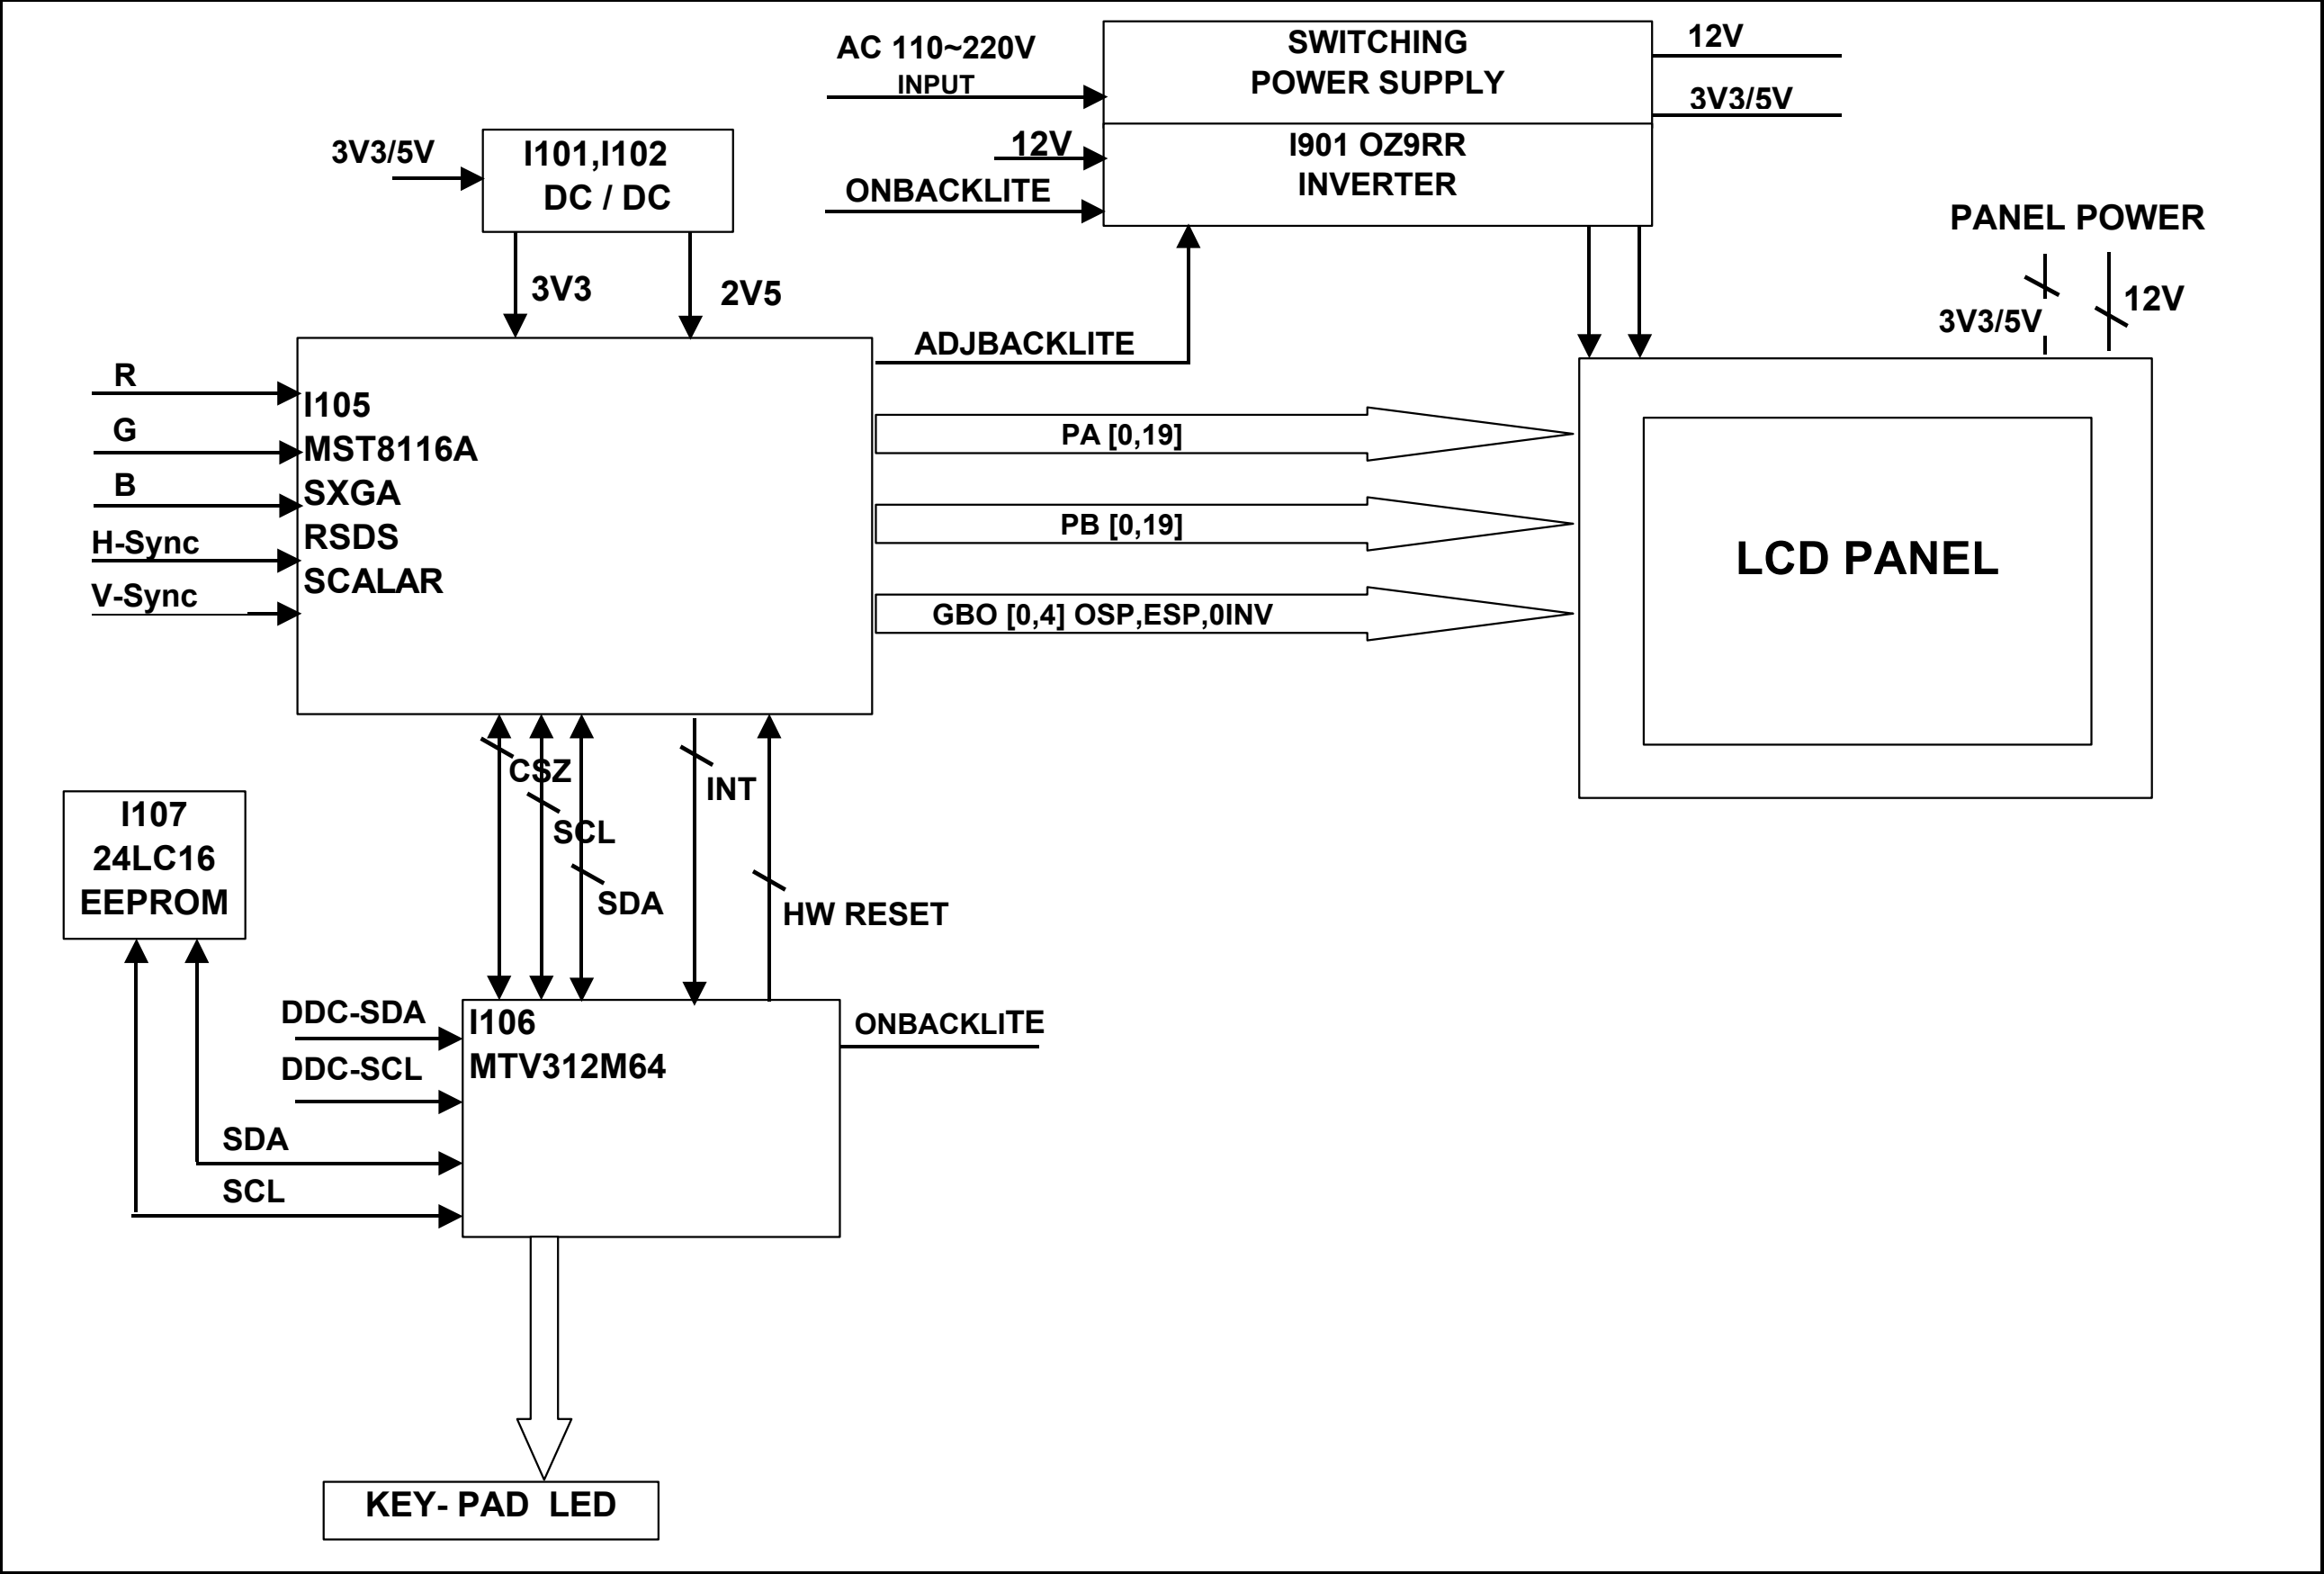 AC 110~220V
INPUT
SWITCHING
POWER SUPPLY
12V
3V3/5V
12V
ONBACKLITE
I901 OZ9RR
INVERTER
3V3/5V
I101,I102
DC / DC
3V3
2V5
PANEL POWER
3V3/5V
12V
R
G
B
H-Sync
V-Sync
I105
MST8116A
SXGA
RSDS
SCALAR
ADJBACKLITE
PA [0,19]
PB [0,19]
GBO [0,4] OSP,ESP,0INV
LCD PANEL
CSZ
SCL
SDA
INT
HW RESET
I107
24LC16
EEPROM
DDC-SDA
DDC-SCL
SDA
SCL
I106
MTV312M64
ONBACKLITE
KEY- PAD LED